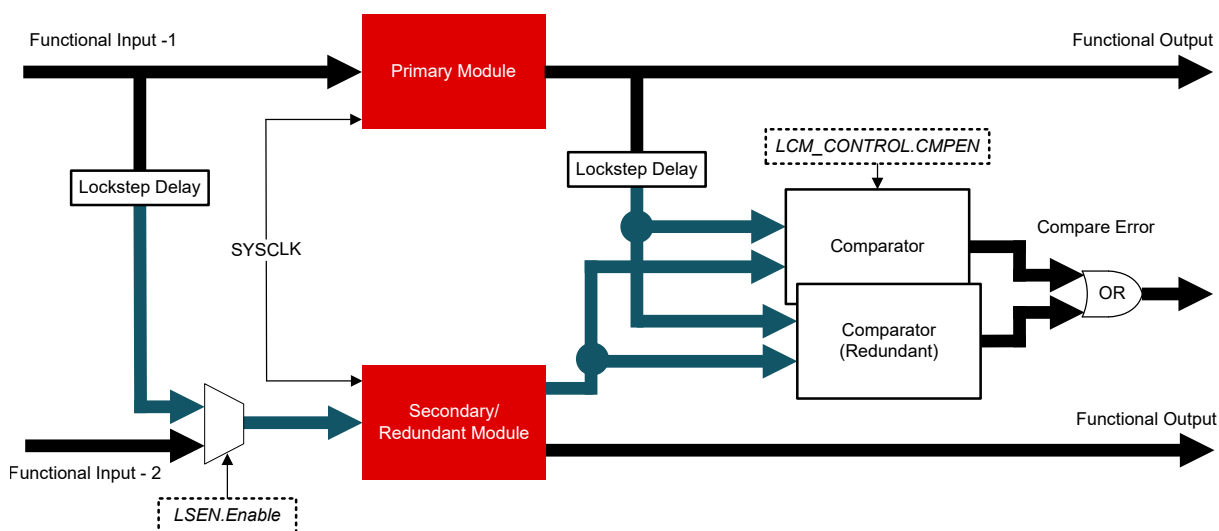 Functional Input -1
Functional Output
Primary Module
LCM_CONTROL.CMPEN
Lockstep Delay
Lockstep Delay
SYSCLK
Comparator
Compare Error
OR
Comparator
(Redundant)
Secondary/
Redundant Module
Functional Output
Functional Input - 2
LSEN.Enable